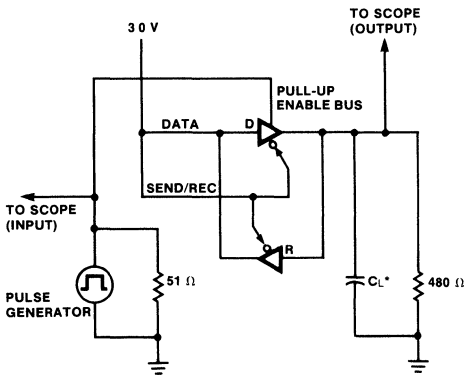 TO SCOPE
(OUTPUT)
3 0 V
PULL-UP
ENABLE BUS
DATA
D
SEND/REC
TO SCOPE
(INPUT)
R
51 Ω
CL*
480 Ω
PULSE
GENERATOR